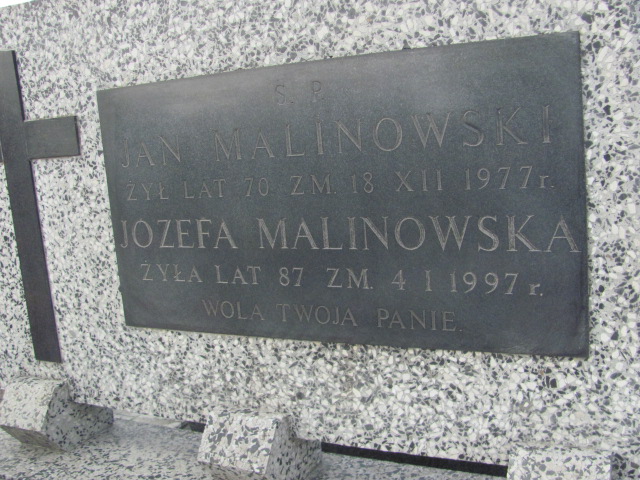 Ś. P.
JAN MALINOWSKI
ŻYŁ LAT 70. ZM. 18 XII 1977 r.
JÓZEFA MALINOWSKA
ŻYŁA LAT 87 ZM. 4 I 1997 r.
WOLA TWOJA PANIE.